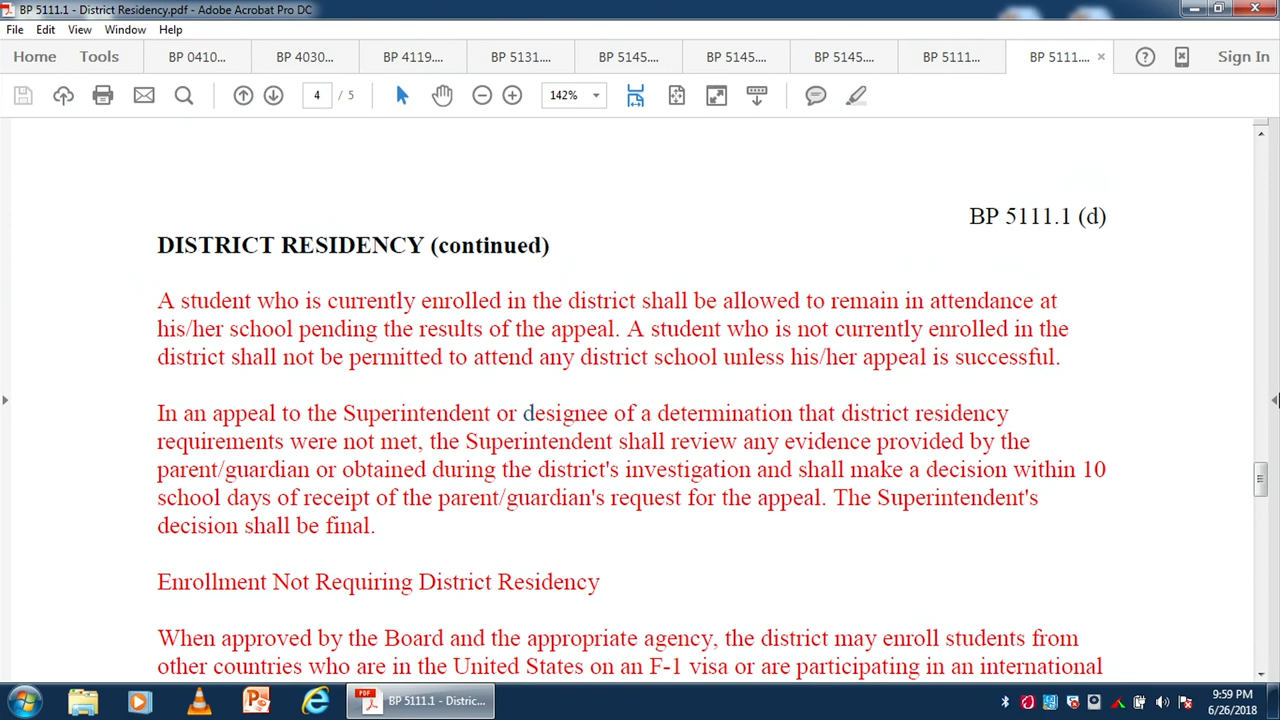 BP 5111.1 - District Residency.pdf - Adobe Acrobat Pro DC
File Edit View Window Help
Home Tools BP 0410... BP 4030... BP 4119.... BP 5131.... BP 5145.... BP 5145.... BP 5145.... BP 5111... BP 5111.... × Sign In
4 / 5 142%
BP 5111.1 (d)
DISTRICT RESIDENCY (continued)
A student who is currently enrolled in the district shall be allowed to remain in attendance at
his/her school pending the results of the appeal. A student who is not currently enrolled in the
district shall not be permitted to attend any district school unless his/her appeal is successful.
In an appeal to the Superintendent or designee of a determination that district residency
requirements were not met, the Superintendent shall review any evidence provided by the
parent/guardian or obtained during the district's investigation and shall make a decision within 10
school days of receipt of the parent/guardian's request for the appeal. The Superintendent's
decision shall be final.
Enrollment Not Requiring District Residency
When approved by the Board and the appropriate agency, the district may enroll students from
other countries who are in the United States on an F-1 visa or are participating in an international
BP 5111.1 - Distric...
9:59 PM
6/26/2018